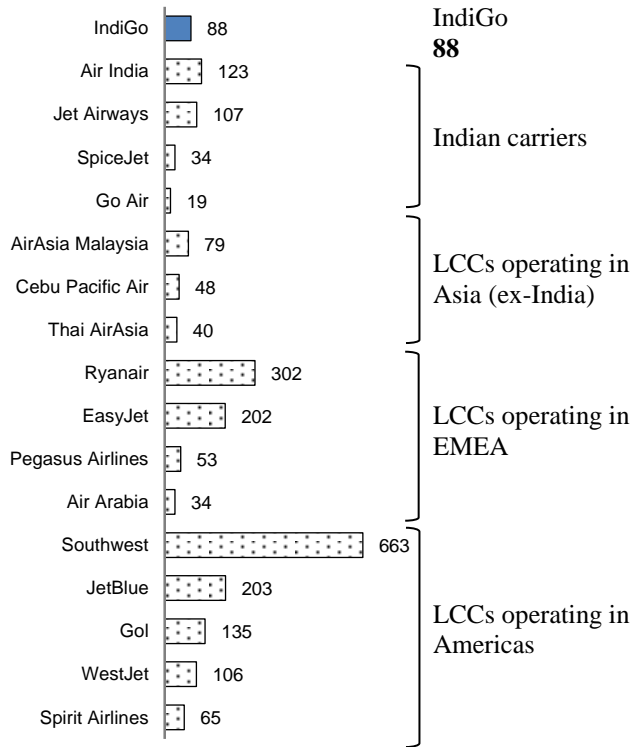 IndiGo 88
IndiGo
88
Air India 123
Jet Airways 107
SpiceJet 34
Go Air 19
Indian carriers
AirAsia Malaysia 79
Cebu Pacific Air 48
Thai AirAsia 40
LCCs operating in
Asia (ex-India)
Ryanair 302
EasyJet 202
Pegasus Airlines 53
Air Arabia 34
LCCs operating in
EMEA
Southwest 663
JetBlue 203
Gol 135
WestJet 106
Spirit Airlines 65
LCCs operating in
Americas